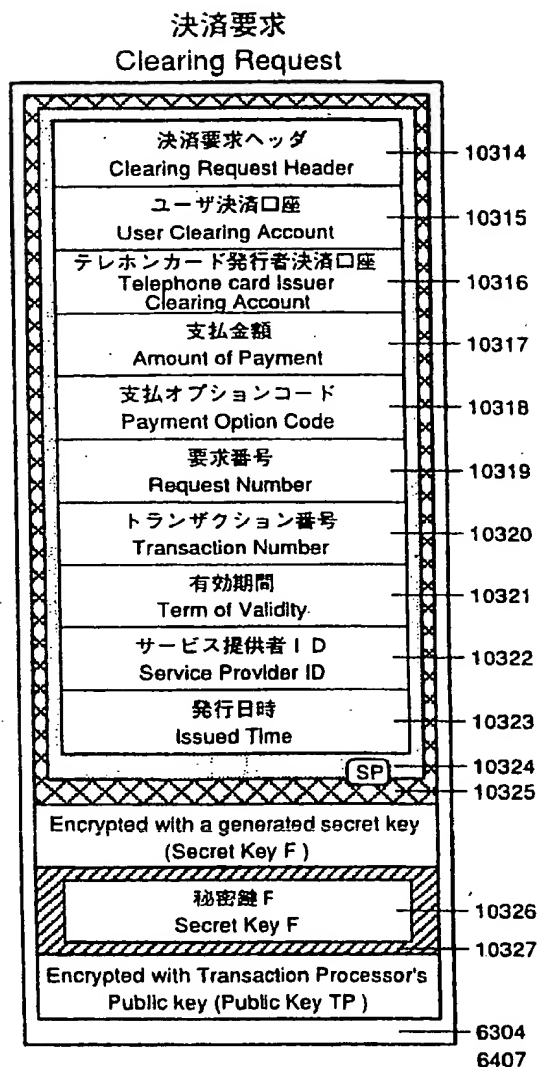 決済要求
Clearing Request
決済要求ヘッダ
Clearing Request Header
10314
ユーザ決済口座
User Clearing Account
10315
テレホンカード発行者決済口座
Telephone card Issuer
Clearing Account
10316
支払金額
Amount of Payment
10317
支払オプションコード
Payment Option Code
10318
要求番号
Request Number
10319
トランザクション番号
Transaction Number
10320
有効期間
Term of Validity
10321
サービス提供者ID
Service Provider ID
10322
発行日時
Issued Time
10323
SP
10324
10325
Encrypted with a generated secret key
(Secret Key F )
秘密鍵F
Secret Key F
10326
10327
Encrypted with Transaction Processor's
Public key (Public Key TP )
6304
6407